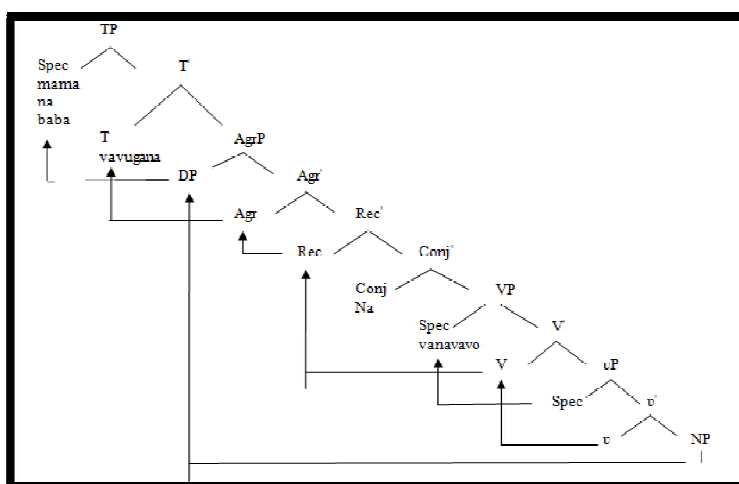 TP
Spec
mama
na
baba
T'
T
vavugana
AgrP
DP
Agr'
Agr
Rec'
Rec
Conj'
Conj
Na
VP
Spec
vanavavo
V'
V
υP
Spec
υ'
υ
NP